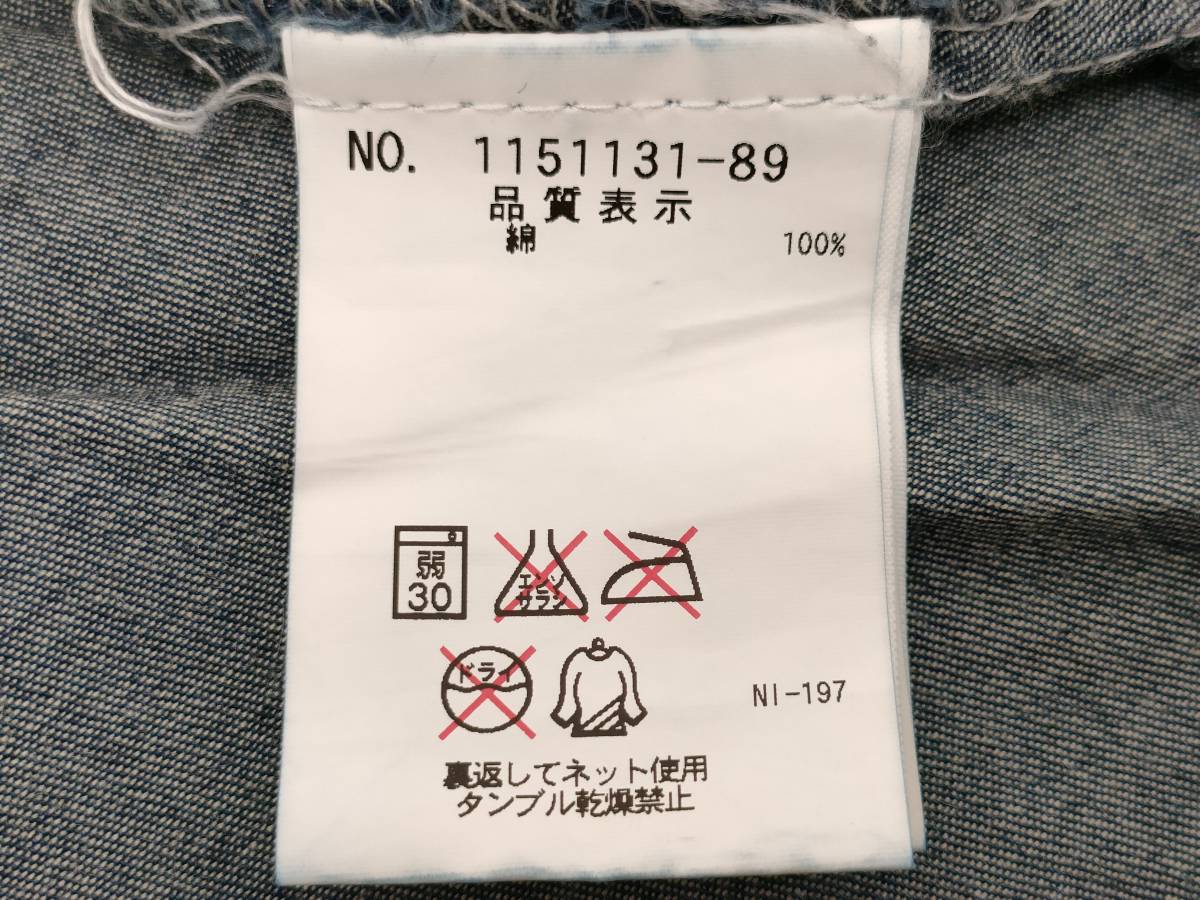 NO. 1151131-89
品質表示
綿 100%
弱
30
エンソ
サラシ
ドライ
NI-197
裏返してネット使用
タンブル乾燥禁止